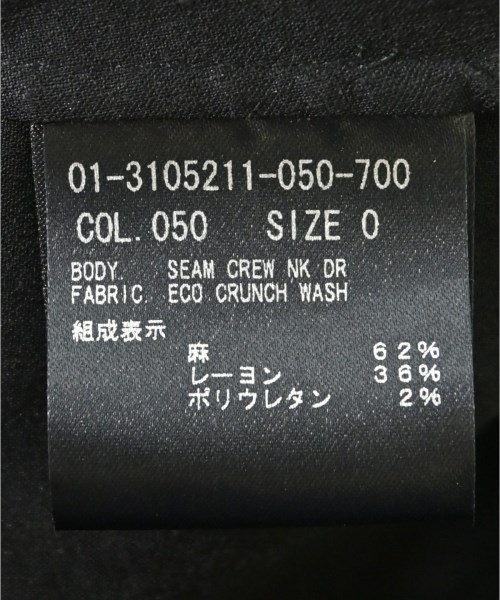 01-3105211-050-700
COL. 050 SIZE 0
BODY. SEAM CREW NK DR
FABRIC. ECO CRUNCH WASH
組成表示
麻 62%
レーヨン 36%
ポリウレタン 2%